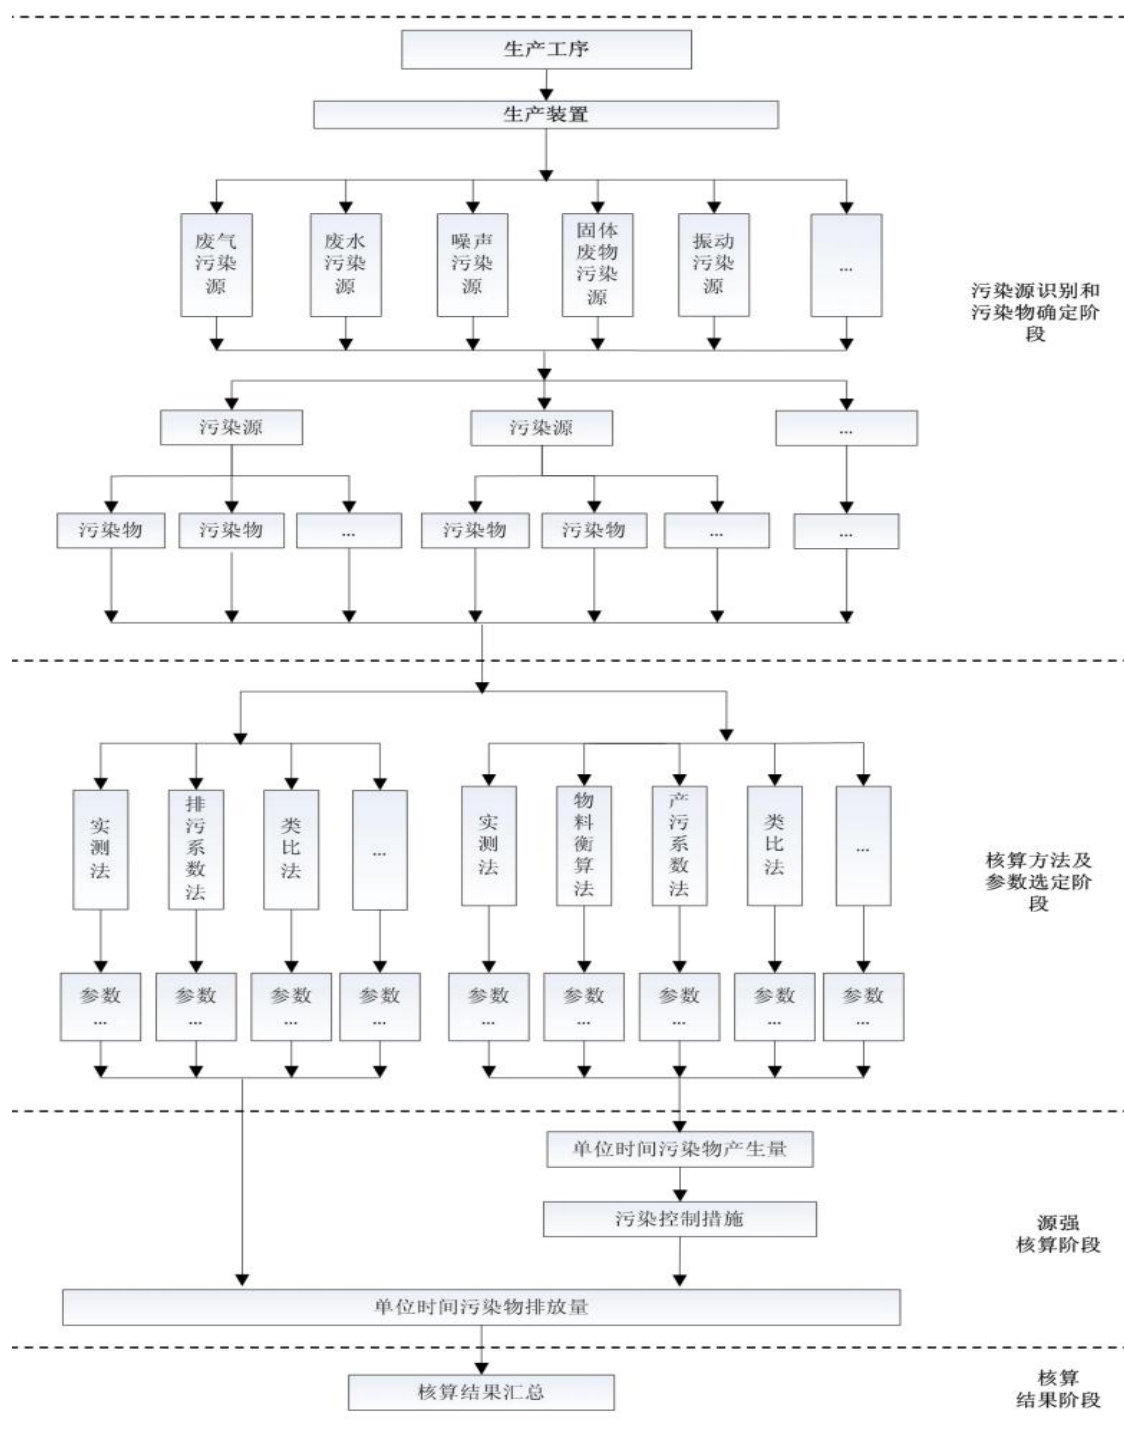 生产工序
生产装置
废气
污染
源
废水
污染
源
噪声
污染
源
固体
废物
污染
源
振动
污染
源
...
污染源识别和
污染物确定阶
段
污染源
污染源
...
污染物
污染物
...
污染物
污染物
...
...
实测法
排污系数法
类比法
...
实测法
物料衡算法
产污系数法
类比法
...
核算方法及
参数选定阶
段
参数
...
参数
...
参数
...
参数
...
参数
...
参数
...
参数
...
参数
...
参数
...
单位时间污染物产生量
污染控制措施
源强
核算阶段
单位时间污染物排放量
核算结果汇总
核算
结果阶段